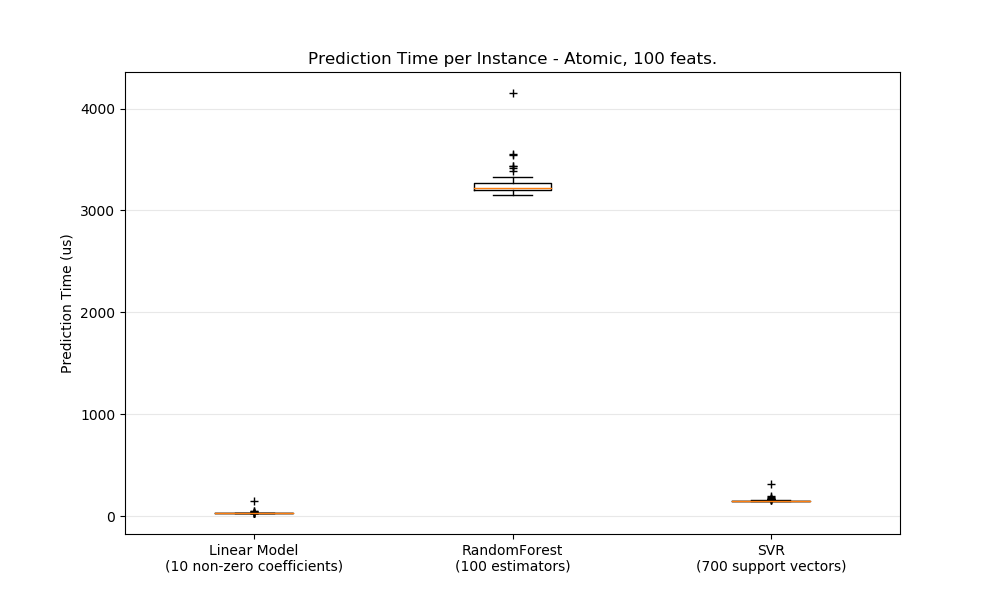 Prediction Time per Instance - Atomic, 100 feats.
Prediction Time (us)
4000
3000
2000
1000
0
Linear Model
(10 non-zero coefficients)
RandomForest
(100 estimators)
SVR
(700 support vectors)